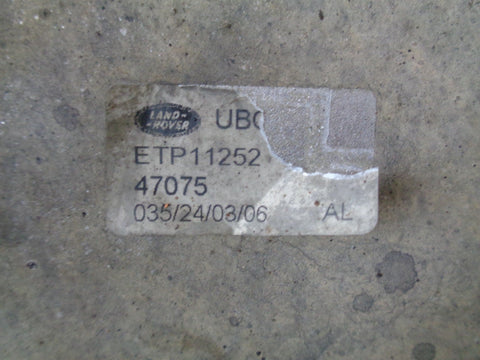 LAND-ROVER UBC
ETP11252
47075
035/24/03/06 AL